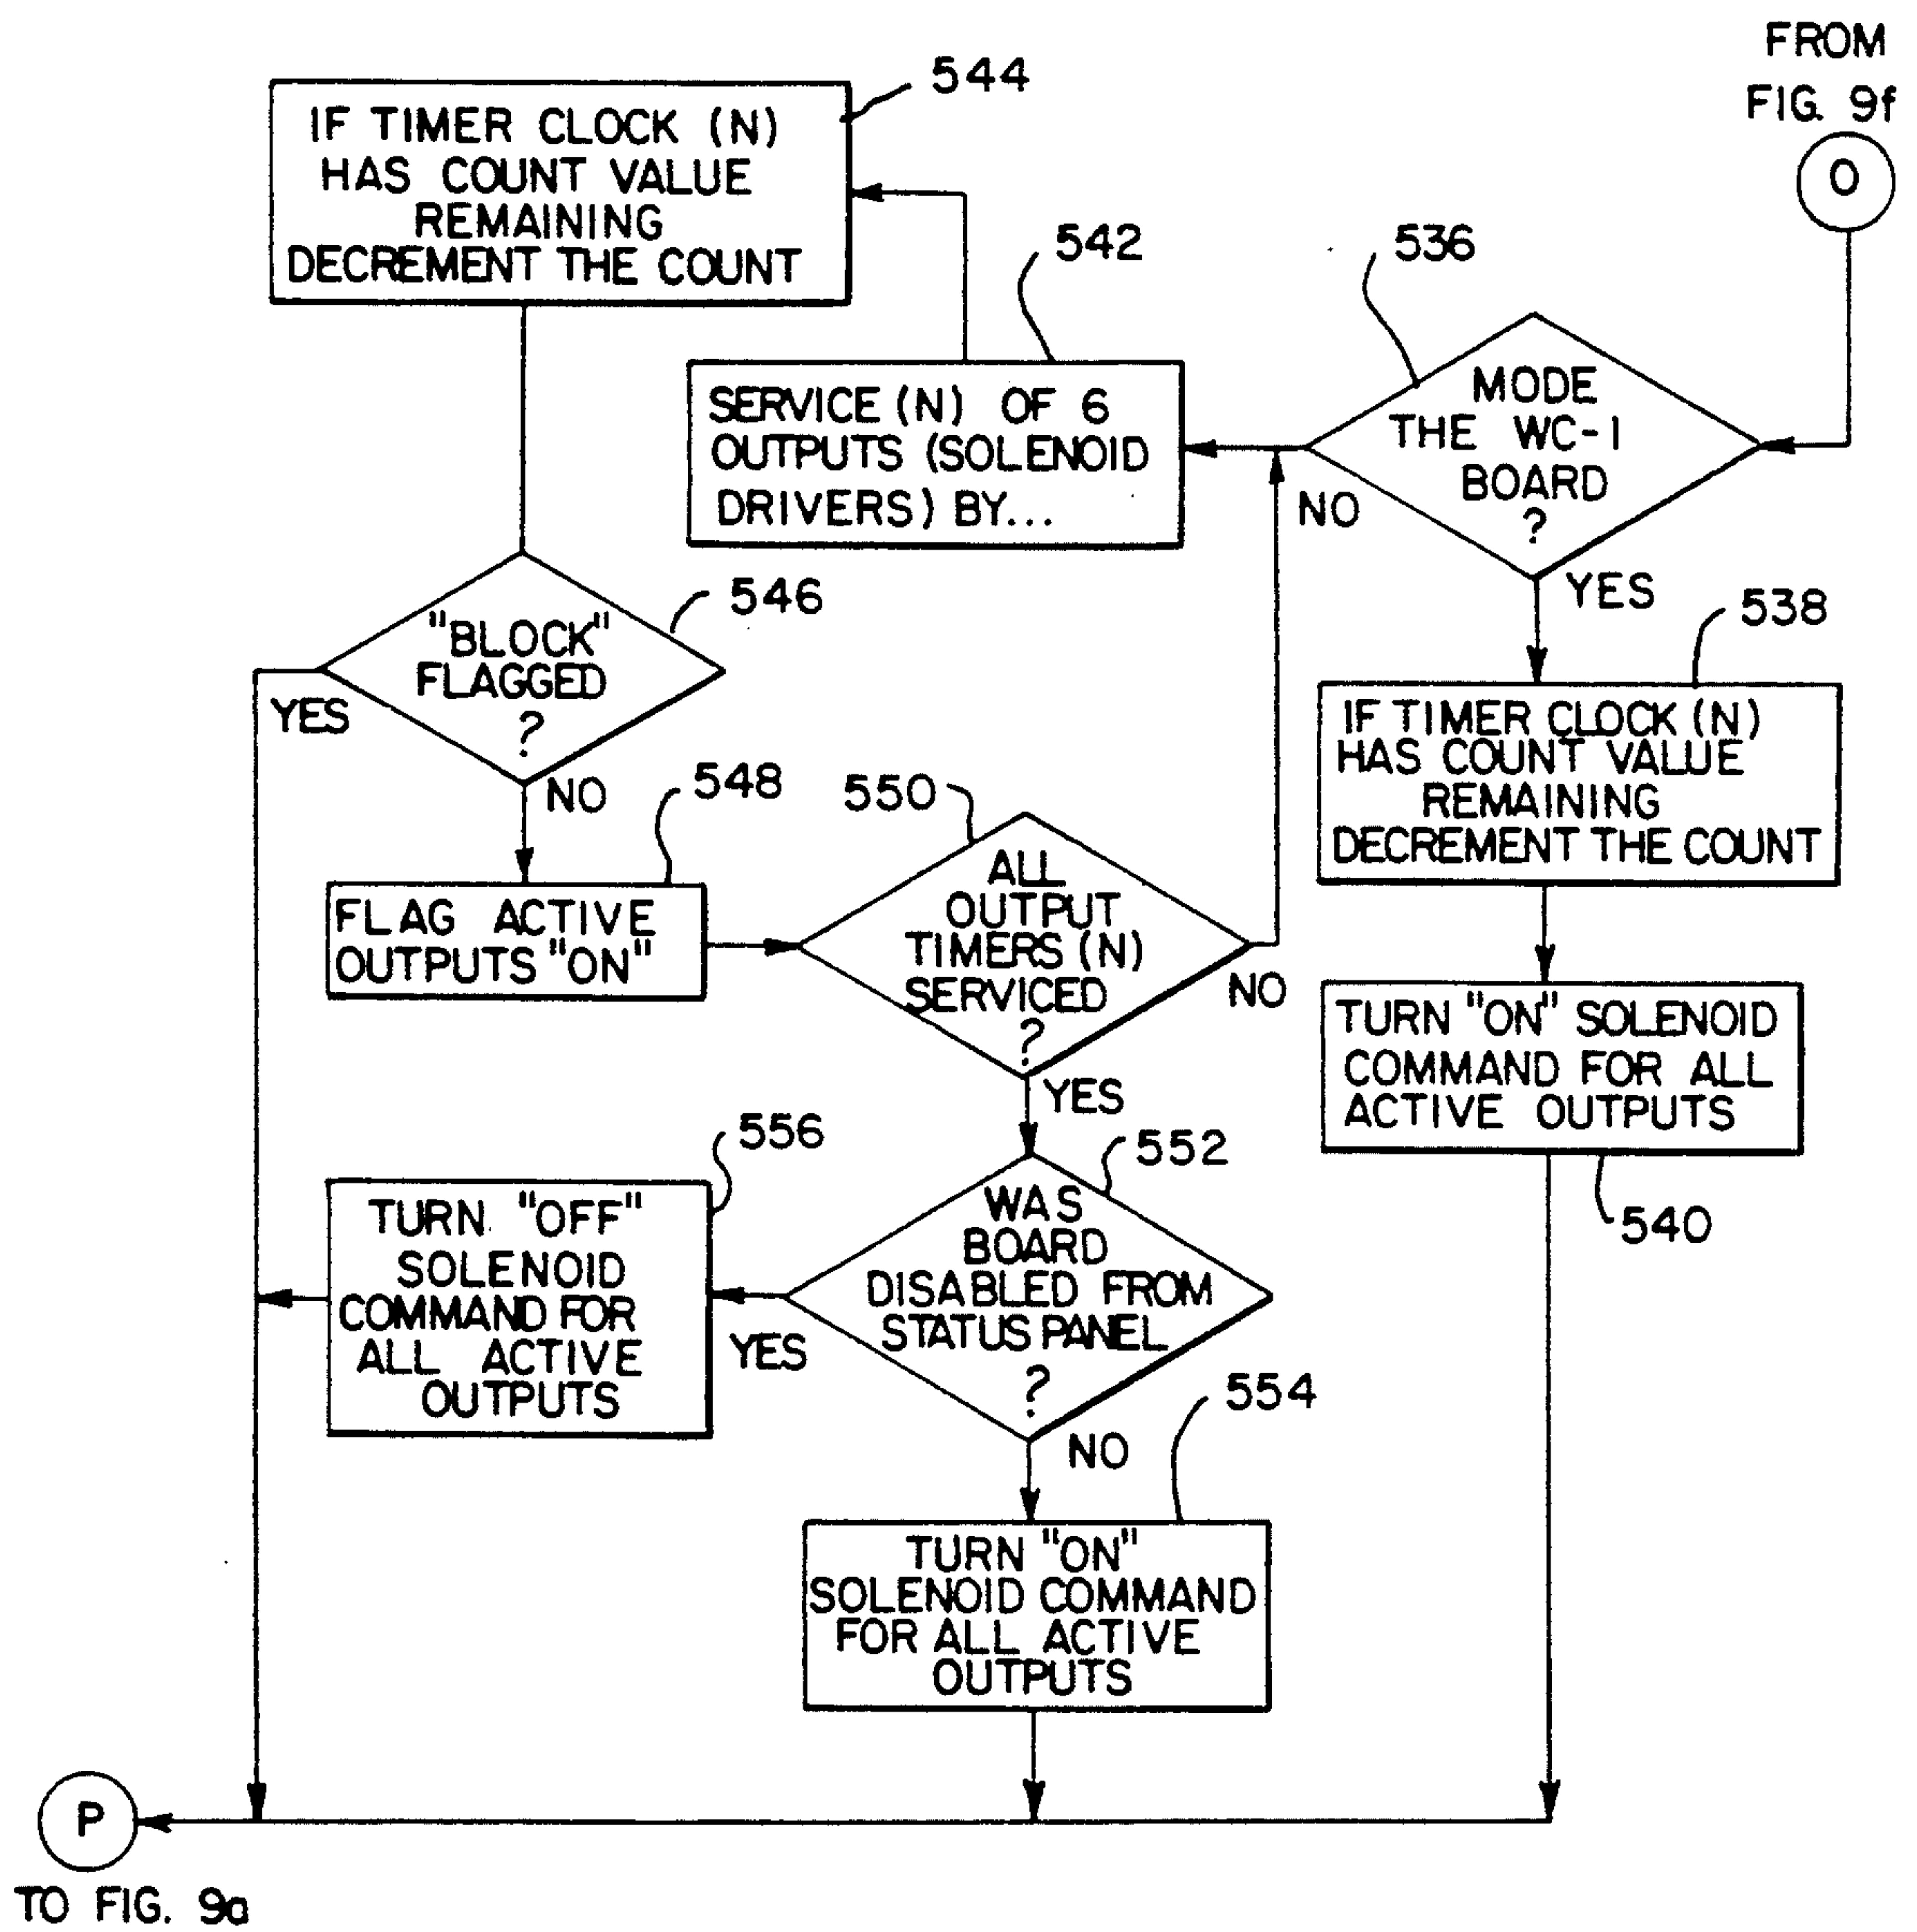 FROM
FIG. 9f
O
544
IF TIMER CLOCK (N)
HAS COUNT VALUE
REMAINING
DECREMENT THE COUNT
542
SERVICE (N) OF 6
OUTPUTS (SOLENOID
DRIVERS) BY...
536
MODE
THE WC-1
BOARD
?
NO
YES
538
IF TIMER CLOCK (N)
HAS COUNT VALUE
REMAINING
DECREMENT THE COUNT
TURN "ON" SOLENOID
COMMAND FOR ALL
ACTIVE OUTPUTS
540
546
"BLOCK"
FLAGGED
?
YES
NO
548
FLAG ACTIVE
OUTPUTS "ON"
550
ALL
OUTPUT
TIMERS (N)
SERVICED
?
NO
YES
552
WAS
BOARD
DISABLED FROM
STATUS PANEL
?
YES
NO
556
TURN "OFF"
SOLENOID
COMMAND FOR
ALL ACTIVE
OUTPUTS
554
TURN "ON"
SOLENOID COMMAND
FOR ALL ACTIVE
OUTPUTS
P
TO FIG. 9a